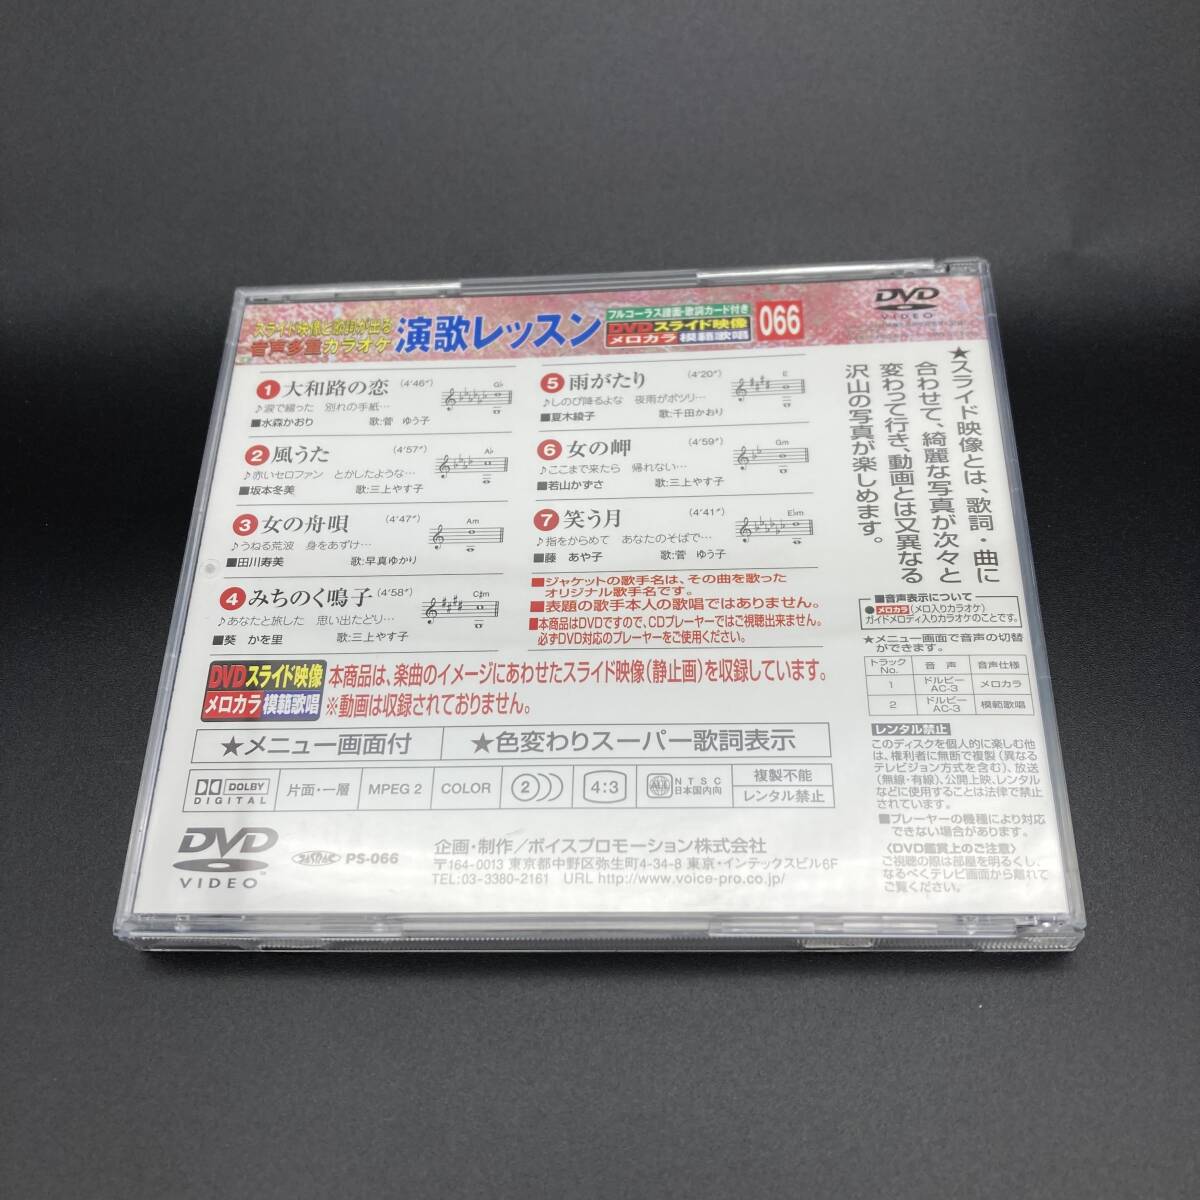 スライド映像と歌詞が出る
音声多重カラオケ
演歌レッスン
フルコーラス譜面・歌詞カード付き
DVDスライド映像
メロカラ 模範歌唱
066
DVD
VIDEO
1 大和路の恋 (4'46")
G♭
♪涙で綴った 別れの手紙…
■水森かおり 歌:菅 ゆう子
2 風うた (4'57")
A♭
♪赤いセロファン とかしたような…
■坂本冬美 歌:三上やす子
3 女の舟唄 (4'47")
Am
♪うねる荒波 身をあずけ…
■田川寿美 歌:早真ゆかり
4 みちのく鳴子 (4'58")
C♯m
♪あなたと旅した 思い出たどり…
■葵 かを里 歌:三上やす子
5 雨がたり (4'20")
E
♪しのび降るよな 夜雨がポツリ…
■夏木綾子 歌:千田かおり
6 女の岬 (4'59")
Gm
♪ここまで来たら 帰れない…
■若山かずさ 歌:三上やす子
7 笑う月 (4'41")
E♭m
♪指をからめて あなたのそばで…
■藤 あや子 歌:菅 ゆう子
■ジャケットの歌手名は、その曲を歌った
オリジナル歌手名です。
■表題の歌手本人の歌唱ではありません。
■本商品はDVDですので、CDプレーヤーではご視聴出来ません。
必ずDVD対応のプレーヤーをご使用ください。
★スライド映像とは、歌詞・曲に
合わせて、綺麗な写真が次々と
変わって行き、動画とは又異なる
沢山の写真が楽しめます。
■音声表示について
●メロカラ(メロ入りカラオケ)
ガイドメロディ入りカラオケのことです。
★メニュー画面で音声の切替
ができます。
トラックNo. 音声 音声仕様
1 ドルビーAC-3 メロカラ
2 ドルビーAC-3 模範歌唱
レンタル禁止
このディスクを個人的に楽しむ他
は、権利者に無断で複製(異なる
テレビジョン方式を含む)、放送
(無線・有線)、公開上映、レンタル
などに使用することは法律で禁止
されています。
■プレーヤーの機種により対応
できない場合があります。
〈DVD鑑賞上のご注意〉
ご視聴の際は部屋を明るくし、
なるべくテレビ画面から離れて
ご覧ください。
DVDスライド映像
メロカラ 模範歌唱
本商品は、楽曲のイメージにあわせたスライド映像(静止画)を収録しています。
※動画は収録されておりません。
★メニュー画面付
★色変わりスーパー歌詞表示
DOLBY
DIGITAL
片面・一層
MPEG 2
COLOR
2
4:3
ALL
NTSC
日本国内向
複製不能
レンタル禁止
DVD
VIDEO
JASRAC
PS-066
企画・制作/ボイスプロモーション株式会社
〒164-0013 東京都中野区弥生町4-34-8 東京・インテックスビル6F
TEL:03-3380-2161 URL http://www.voice-pro.co.jp/